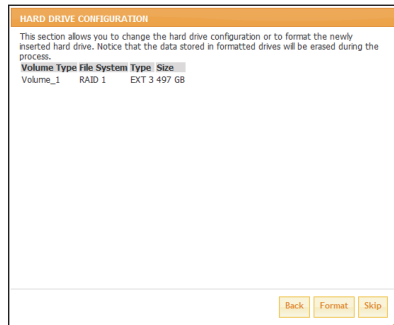 HARD DRIVE CONFIGURATION
This section allows you to change the hard drive configuration or to format the newly
inserted hard drive. Notice that the data stored in formatted drives will be erased during the
process.
Volume Type File System Type Size
Volume_1 RAID 1 EXT 3 497 GB
Back Format Skip